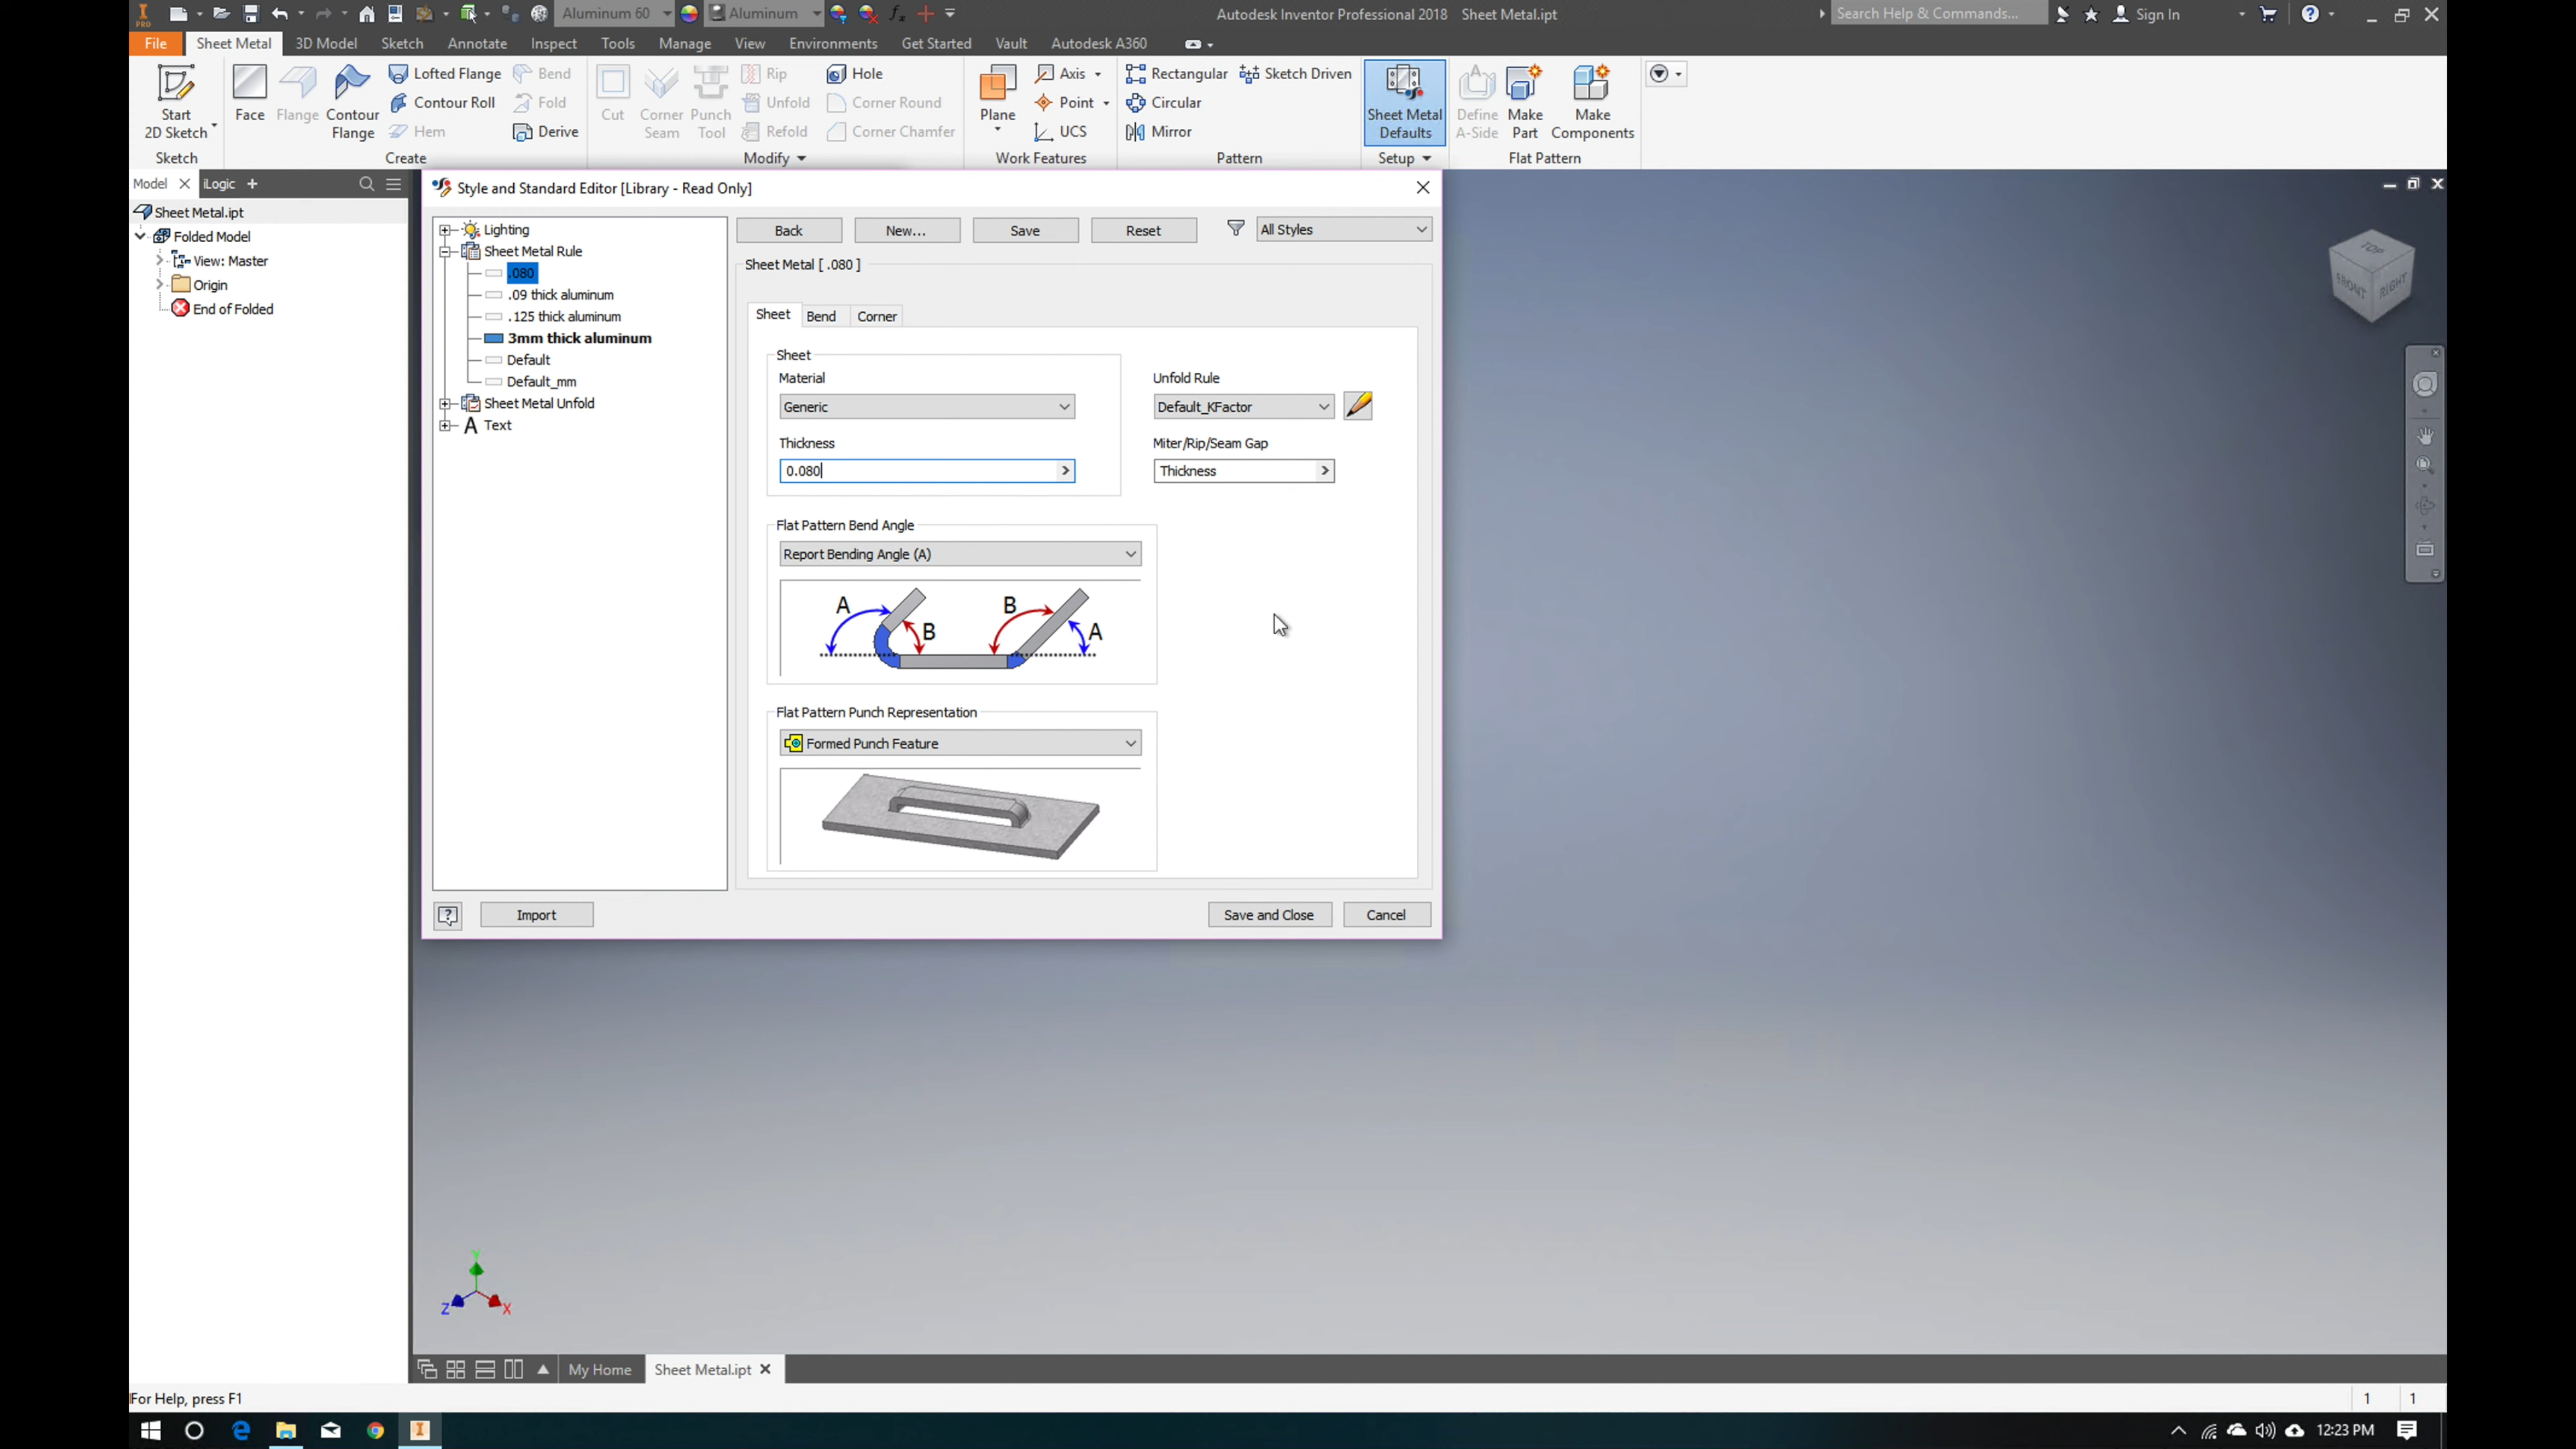 PRO
Aluminum 60
Aluminum
fx
Autodesk Inventor Professional 2018 Sheet Metal.ipt
Search Help & Commands...
Sign In
File
Sheet Metal
3D Model
Sketch
Annotate
Inspect
Tools
Manage
View
Environments
Get Started
Vault
Autodesk A360
Start
2D Sketch
Face
Flange
Contour
Flange
Lofted Flange
Contour Roll
Hem
Bend
Fold
Derive
Cut
Corner
Seam
Punch
Tool
Rip
Unfold
Refold
Hole
Corner Round
Corner Chamfer
Plane
Axis
Point
UCS
Rectangular
Circular
Mirror
Sketch Driven
Sheet Metal
Defaults
Define
A-Side
Make
Part
Make
Components
Sketch
Create
Modify
Work Features
Pattern
Setup
Flat Pattern
Model
iLogic
Sheet Metal.ipt
Folded Model
View: Master
Origin
End of Folded
Style and Standard Editor [Library - Read Only]
Lighting
Sheet Metal Rule
.080
.09 thick aluminum
.125 thick aluminum
3mm thick aluminum
Default
Default_mm
Sheet Metal Unfold
A Text
Back
New...
Save
Reset
All Styles
Sheet Metal [ .080 ]
Sheet
Bend
Corner
Sheet
Material
Generic
Thickness
0.080
Unfold Rule
Default_KFactor
Miter/Rip/Seam Gap
Thickness
Flat Pattern Bend Angle
Report Bending Angle (A)
A
B
B
A
Flat Pattern Punch Representation
Formed Punch Feature
Import
Save and Close
Cancel
TOP
FRONT
RIGHT
Y
Z
X
My Home
Sheet Metal.ipt
For Help, press F1
1
1
12:23 PM